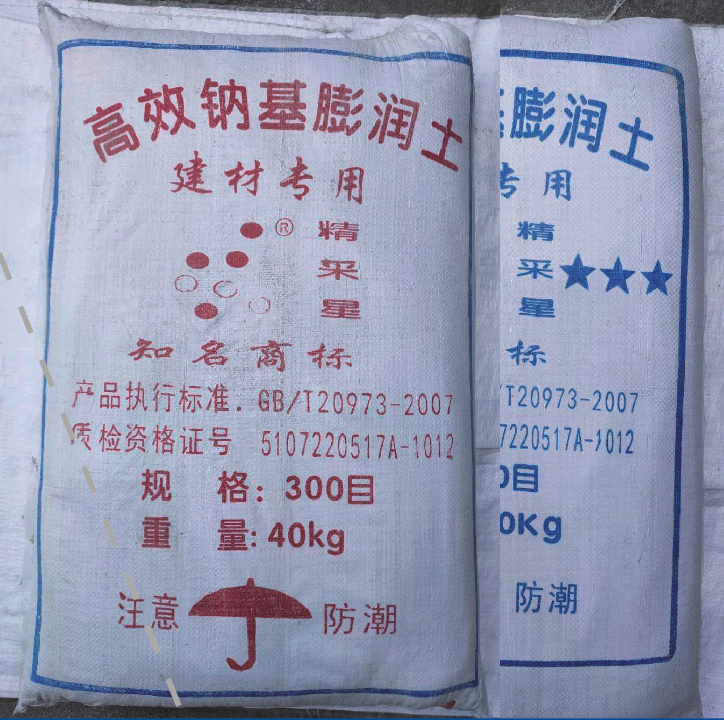 高效钠基膨润土
建材专用
®
精
采
星
知名商标
产品执行标准. GB/T20973-2007
质检资格证号 5107220517A-1012
规 格: 300目
重 量: 40kg
注意 防潮
膨润土
专用
精
采★★★
星
标
/T20973-2007
7220517A-1012
0目
0Kg
防潮